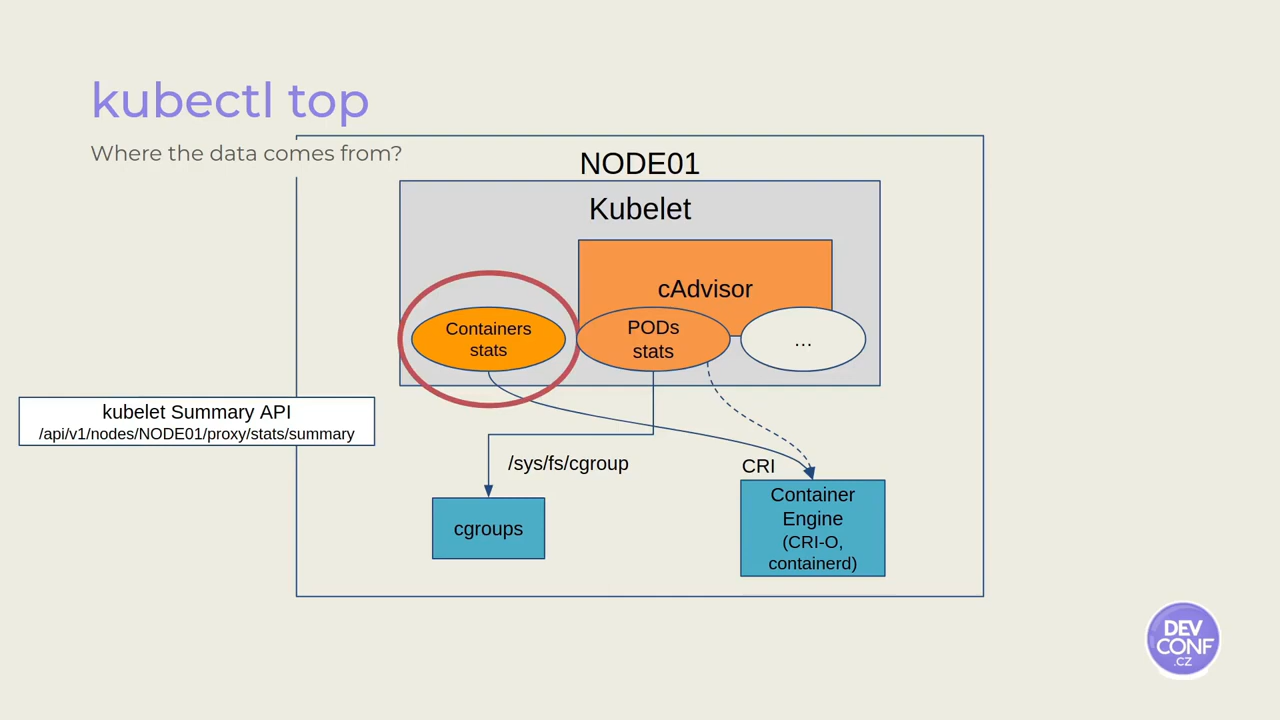 kubectl top
Where the data comes from?
NODE01
Kubelet
cAdvisor
Containers
stats
PODs
stats
...
kubelet Summary API
/api/v1/nodes/NODE01/proxy/stats/summary
/sys/fs/cgroup
CRI
cgroups
Container
Engine
(CRI-O,
containerd)
DEV
CONF
.CZ